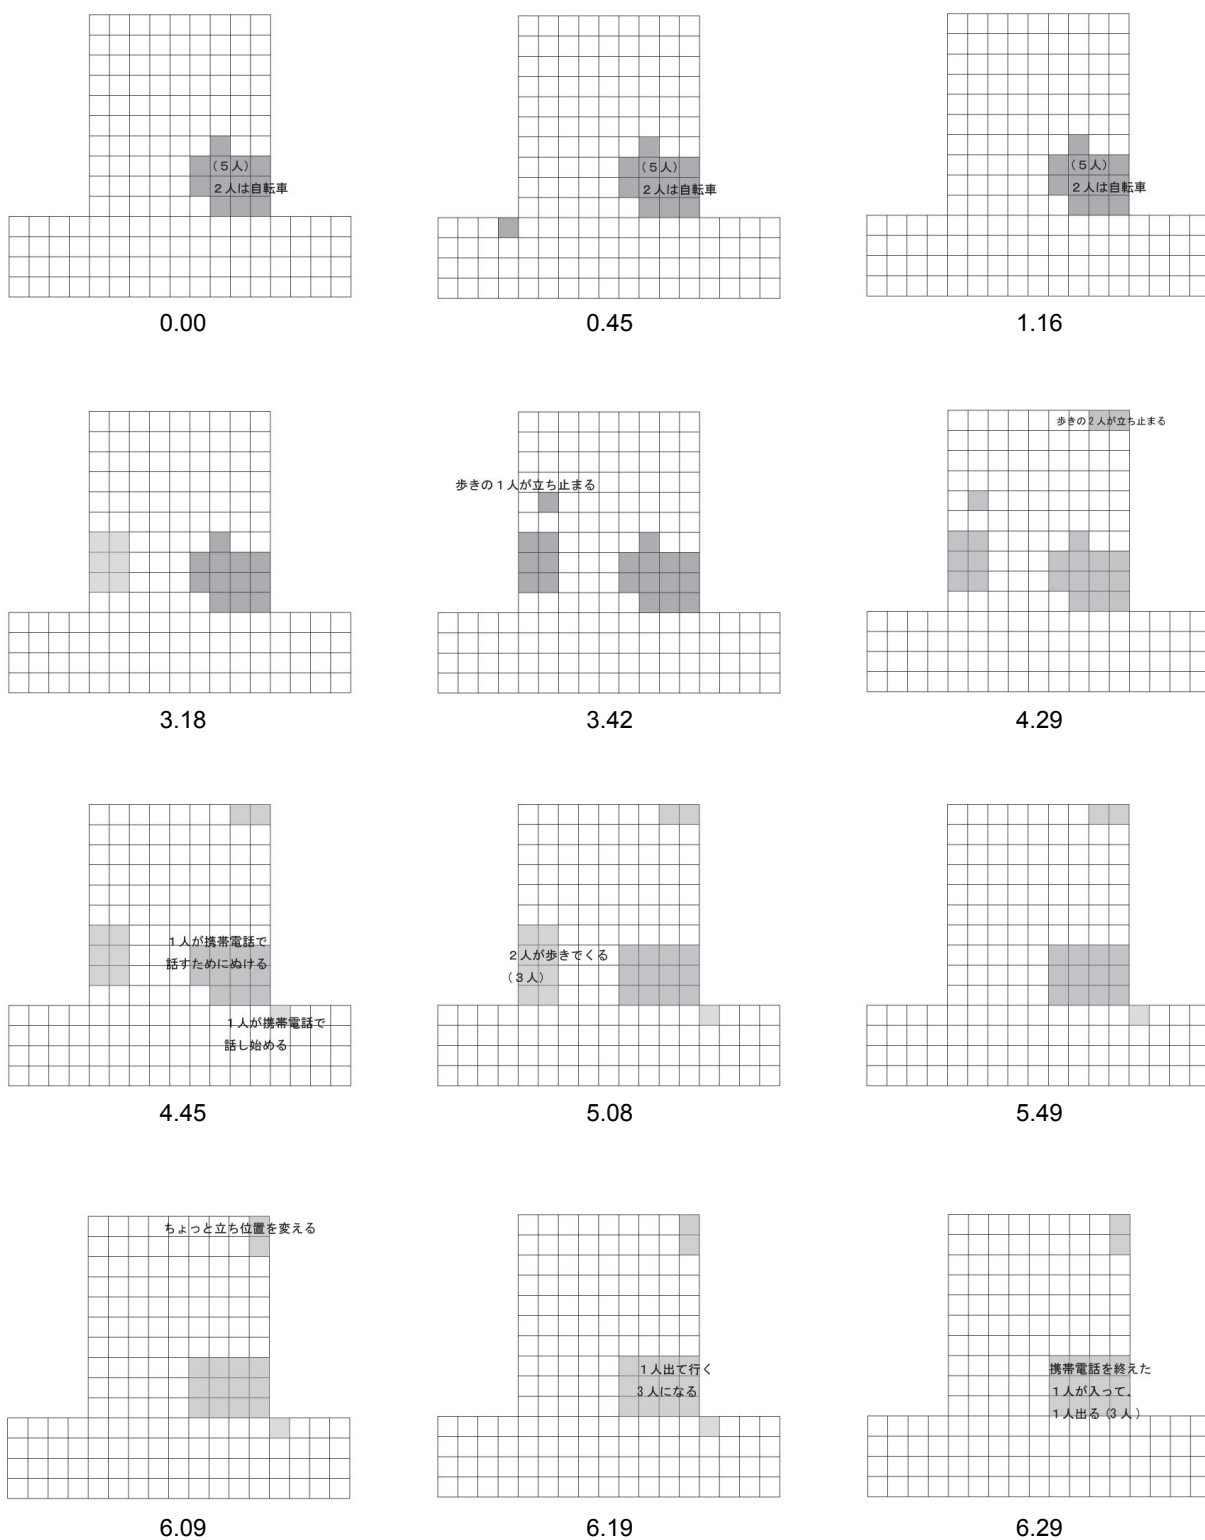 （5人）
2人は自転車
（5人）
2人は自転車
（5人）
2人は自転車
0.00
0.45
1.16
歩きの1人が立ち止まる
歩きの2人が立ち止まる
3.18
3.42
4.29
1人が携帯電話で
話すためにぬける
1人が携帯電話で
話し始める
2人が歩きでくる
（3人）
4.45
5.08
5.49
ちょっと立ち位置を変える
1人出て行く
3人になる
携帯電話を終えた
1人が入って、
1人出る（3人）
6.09
6.19
6.29